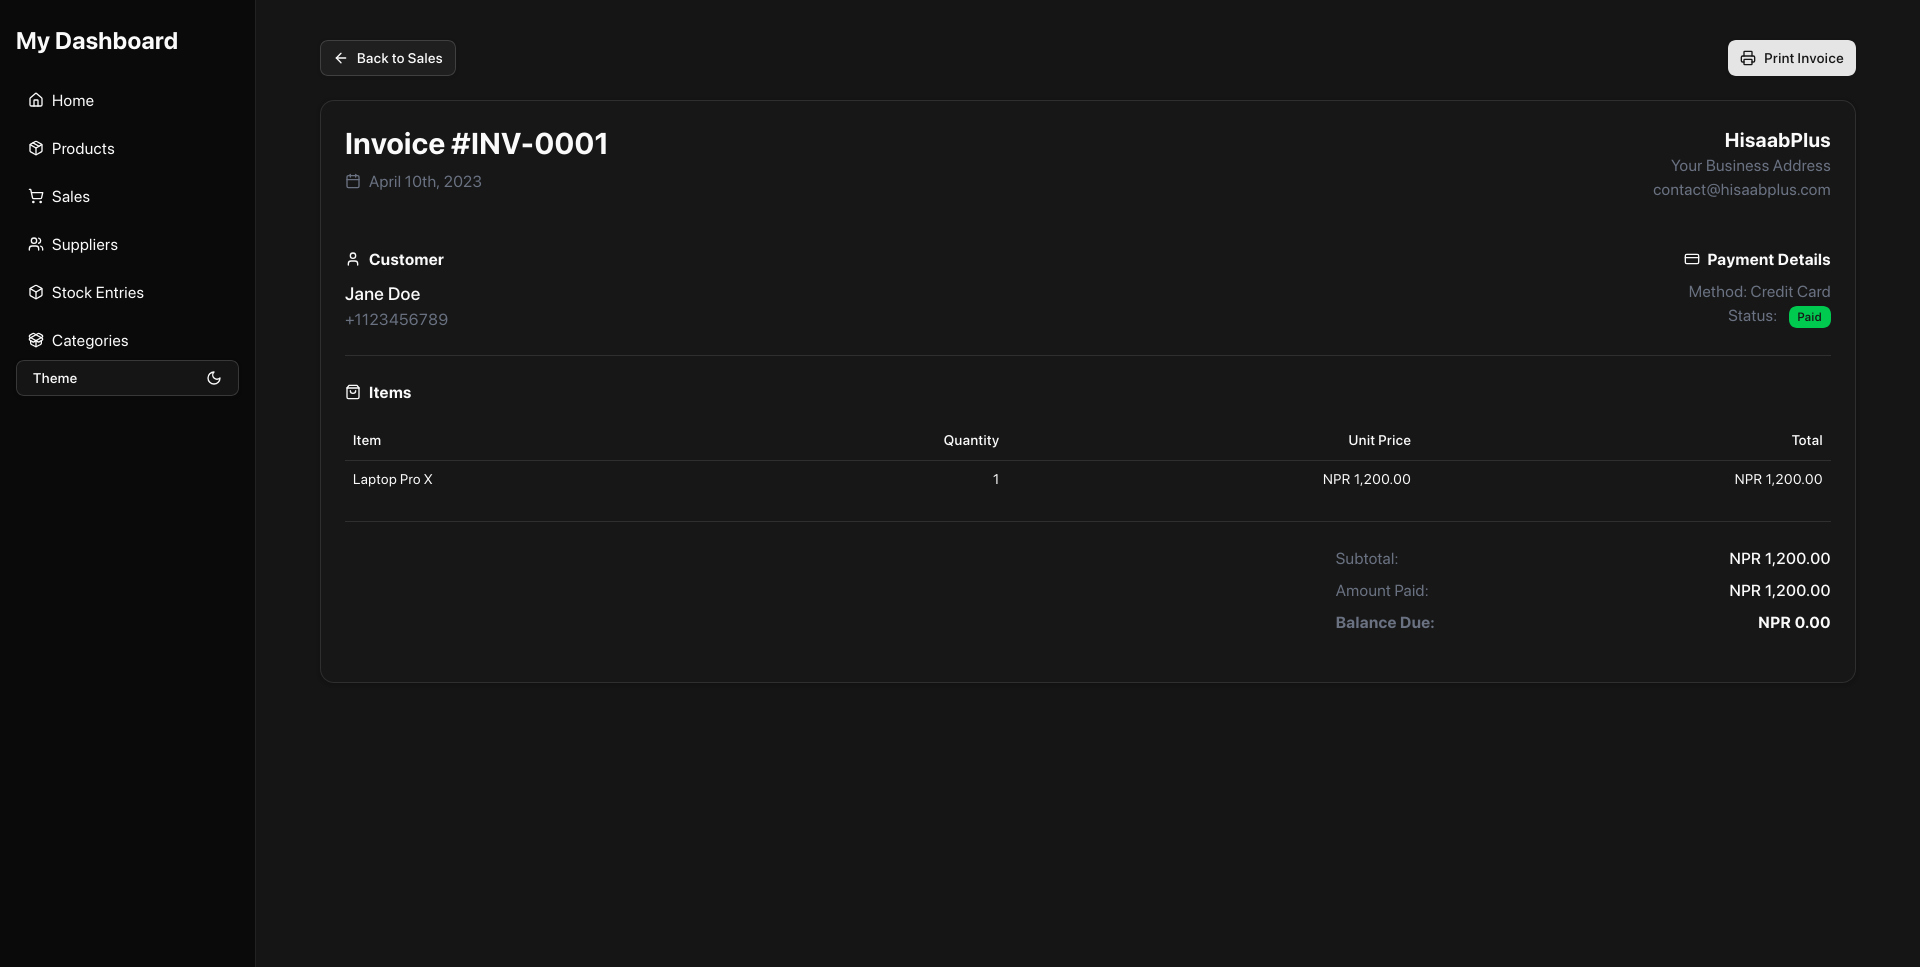 My Dashboard
Home
Products
Sales
Suppliers
Stock Entries
Categories
Theme
Back to Sales
Print Invoice
Invoice #INV-0001
April 10th, 2023
HisaabPlus
Your Business Address
contact@hisaabplus.com
Customer
Jane Doe
+1123456789
Payment Details
Method: Credit Card
Status: Paid
Items
Item Quantity Unit Price Total
Laptop Pro X 1 NPR 1,200.00 NPR 1,200.00
Subtotal: NPR 1,200.00
Amount Paid: NPR 1,200.00
Balance Due: NPR 0.00